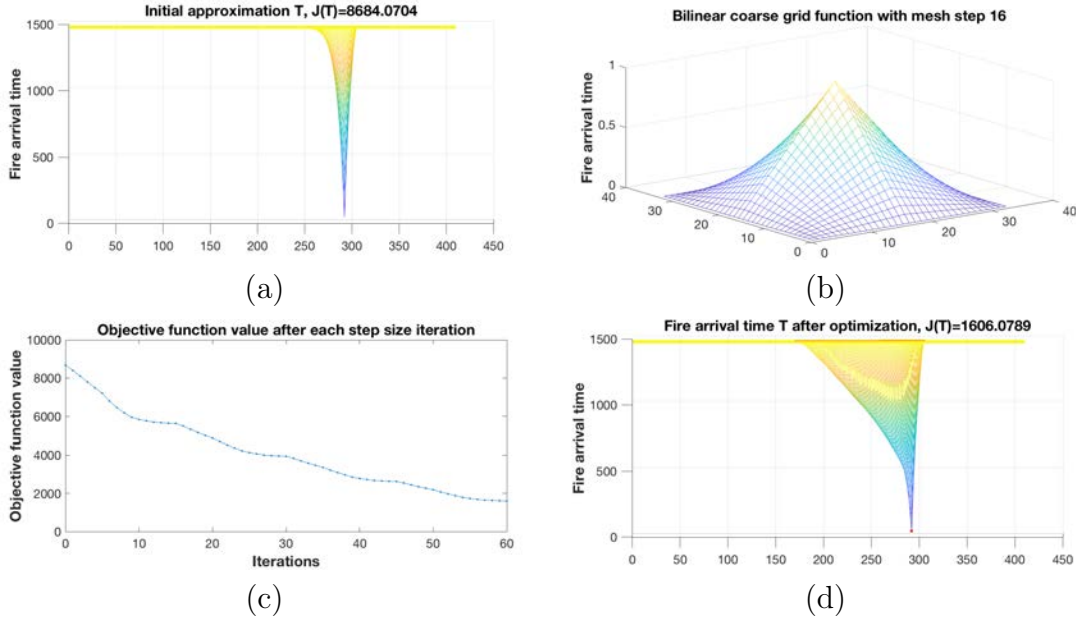 Initial approximation T, J(T)=8684.0704
Fire arrival time
1500
1000
500
0
0 50 100 150 200 250 300 350 400 450
(a)
Bilinear coarse grid function with mesh step 16
Fire arrival time
1
0.5
0
40 30 20 10 0
0 10 20 30 40
(b)
Objective function value after each step size iteration
Objective function value
10000
8000
6000
4000
2000
0
0 10 20 30 40 50 60
Iterations
(c)
Fire arrival time T after optimization, J(T)=1606.0789
Fire arrival time
1500
1000
500
0
0 50 100 150 200 250 300 350 400 450
(d)